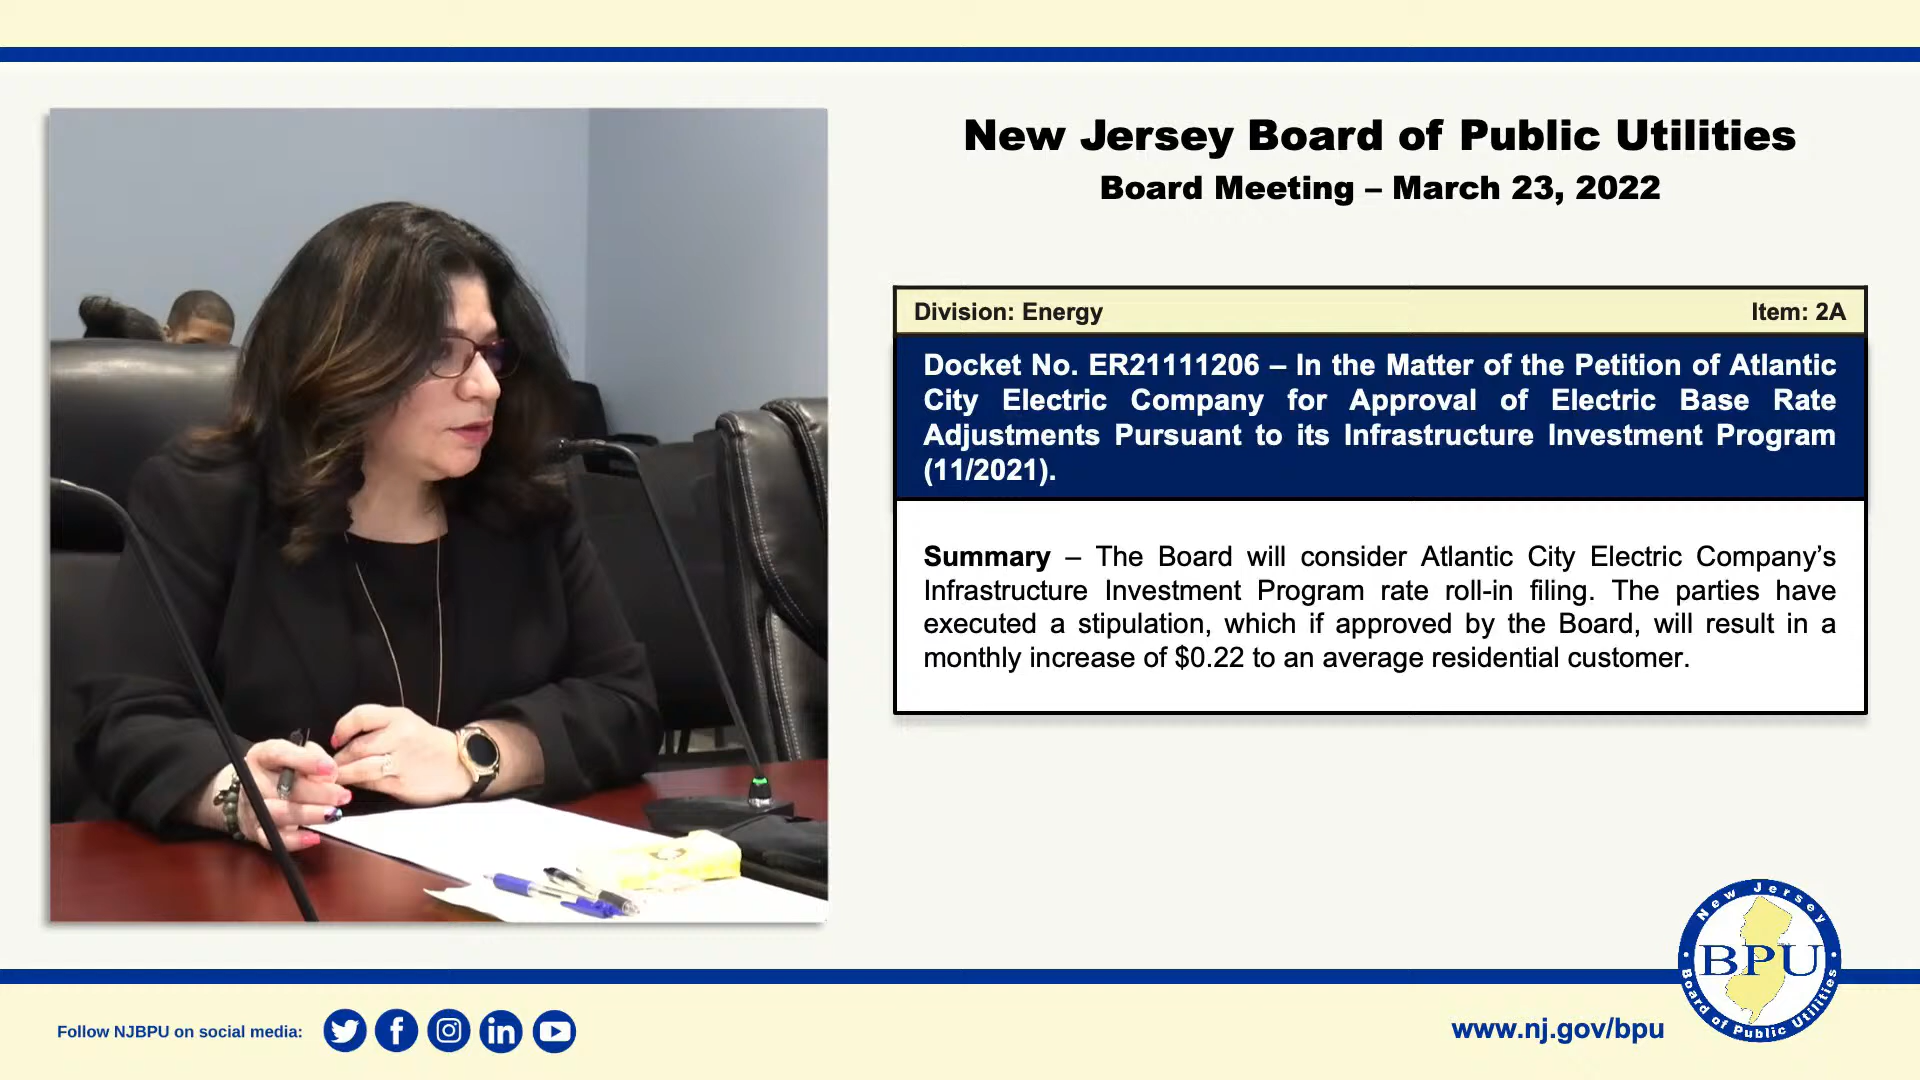 New Jersey Board of Public Utilities
Board Meeting – March 23, 2022
Division: Energy
Item: 2A
Docket No. ER21111206 – In the Matter of the Petition of Atlantic
City Electric Company for Approval of Electric Base Rate
Adjustments Pursuant to its Infrastructure Investment Program
(11/2021).
Summary – The Board will consider Atlantic City Electric Company’s
Infrastructure Investment Program rate roll-in filing. The parties have
executed a stipulation, which if approved by the Board, will result in a
monthly increase of $0.22 to an average residential customer.
Follow NJBPU on social media:
www.nj.gov/bpu
New Jersey
BPU
Board of Public Utilities